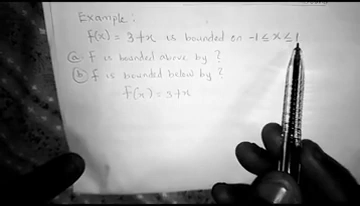 Example:
f(x) = 3+x is bounded on -1 ≤ x ≤ 1
(a) f is bounded above by ?
(b) f is bounded below by ?
f(x) = 3+x